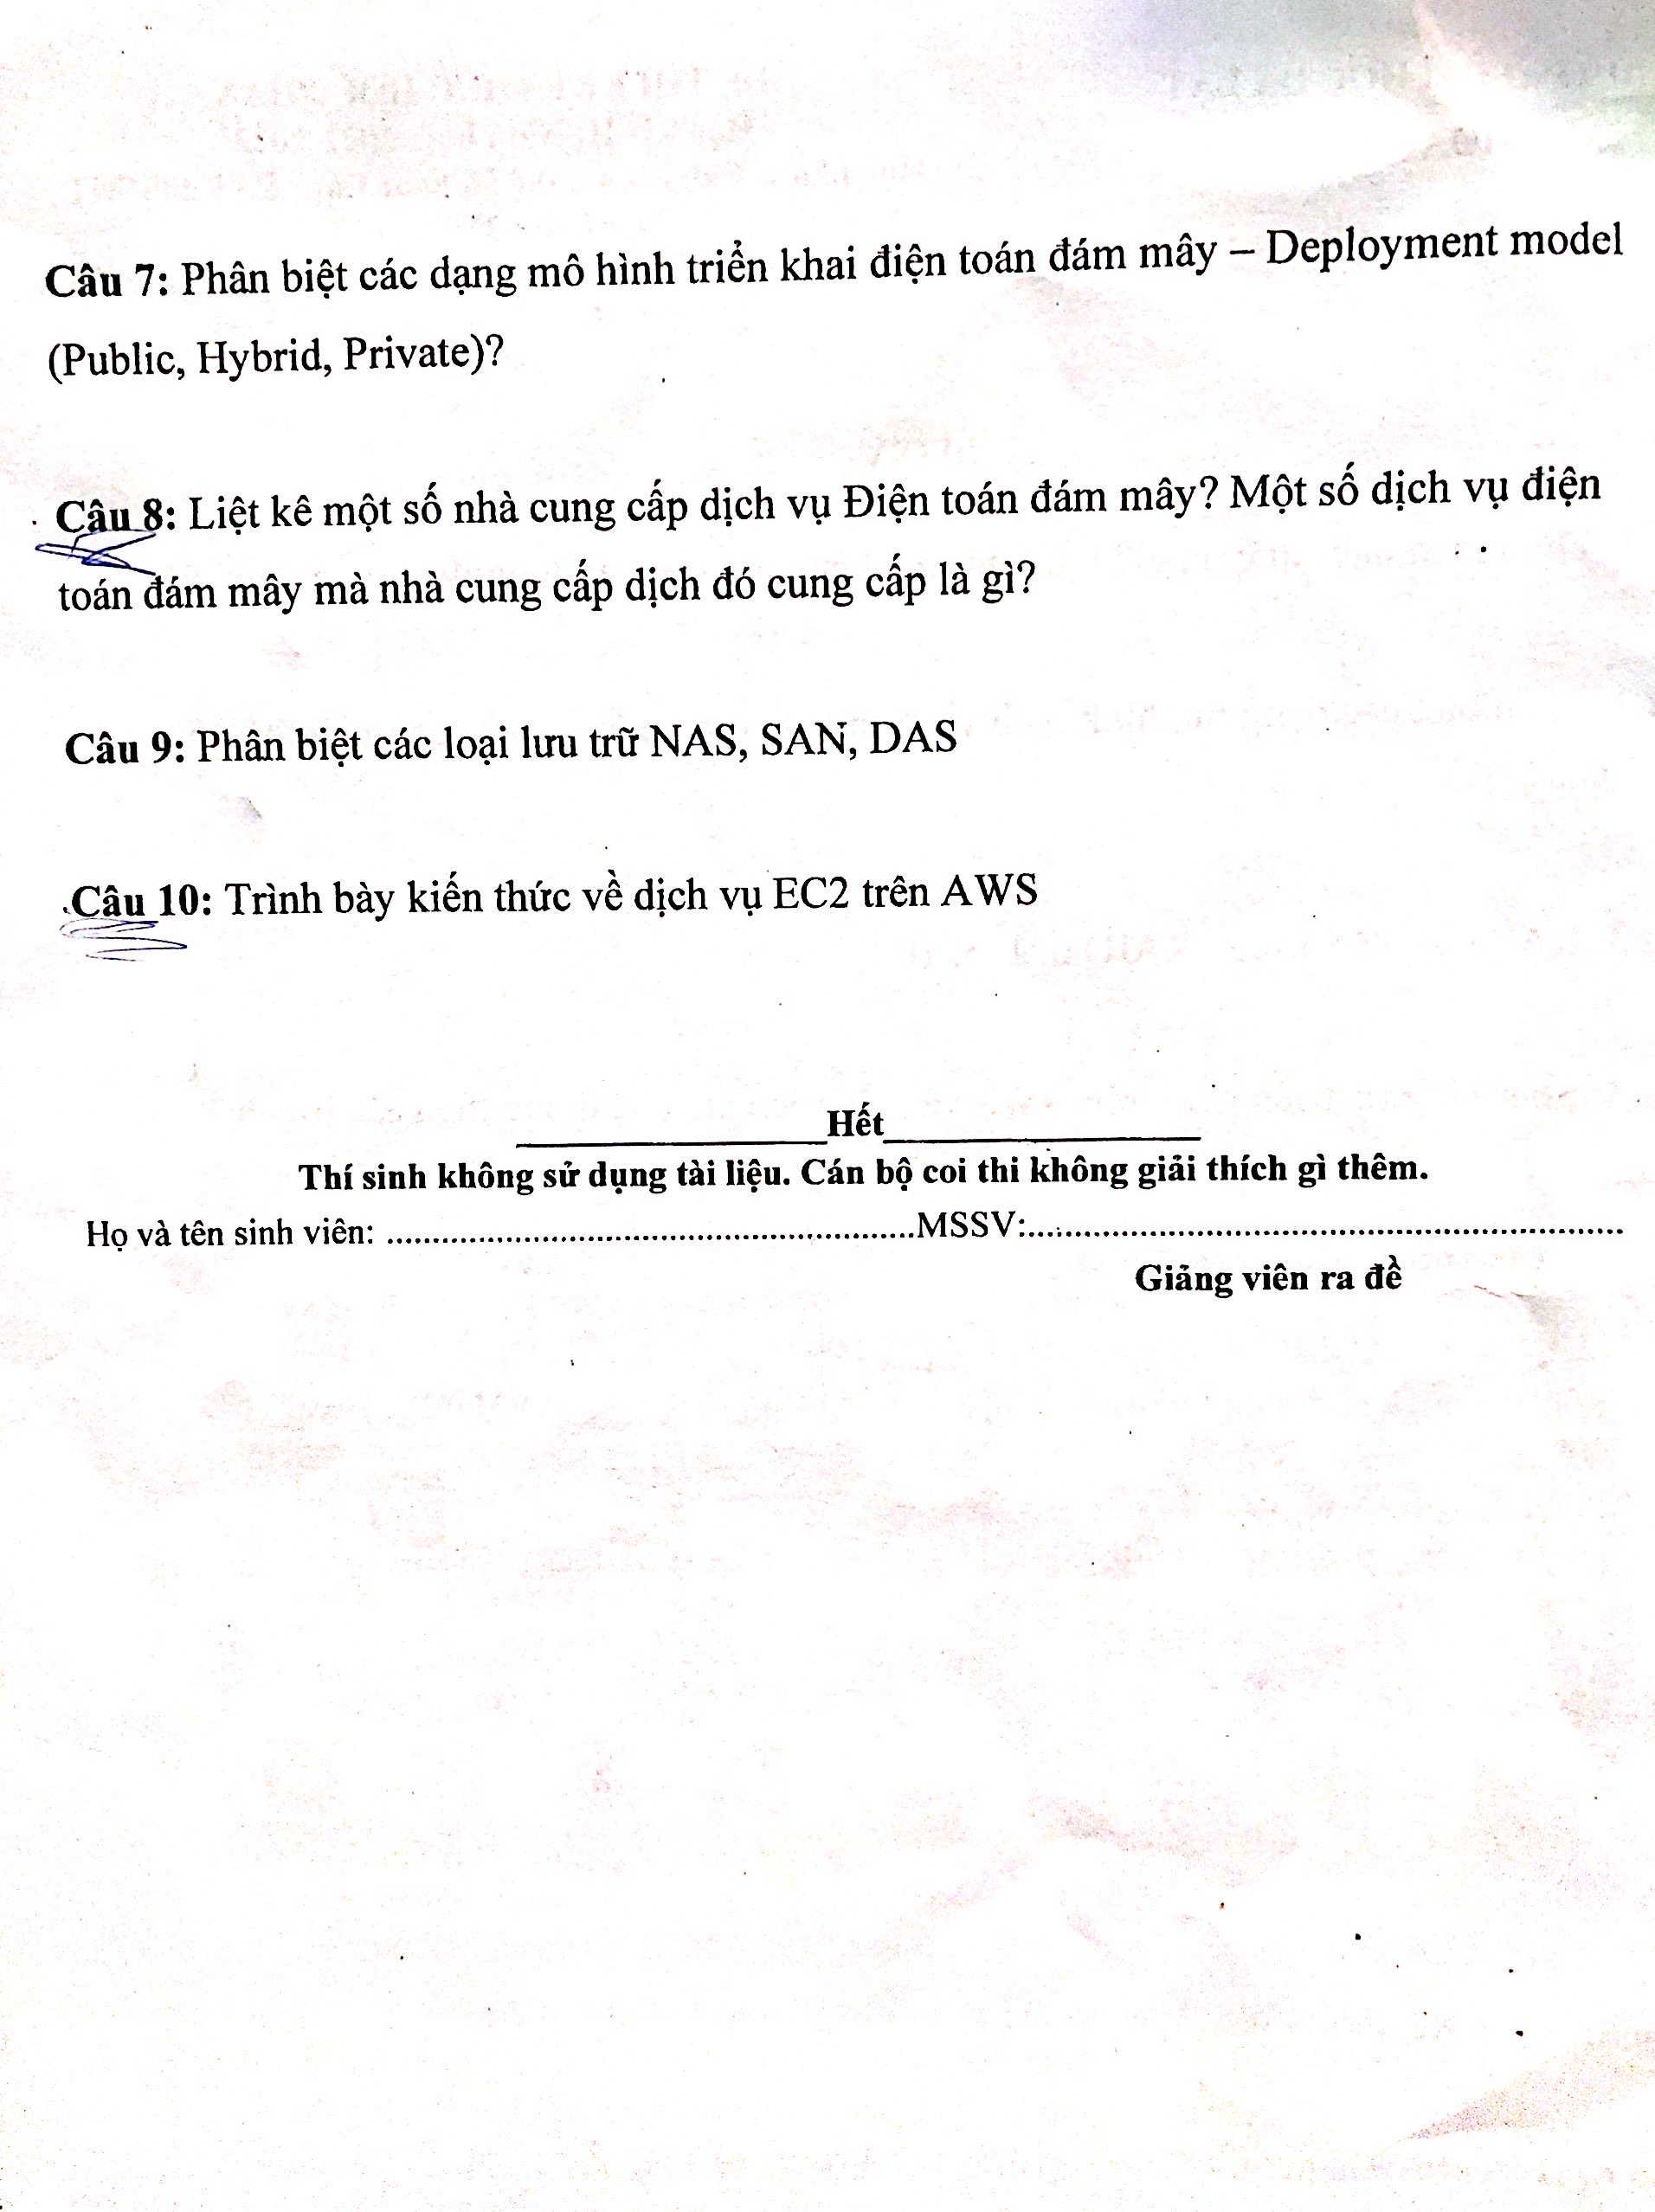 Câu 7: Phân biệt các dạng mô hình triển khai điện toán đám mây – Deployment model
(Public, Hybrid, Private)?
Câu 8: Liệt kê một số nhà cung cấp dịch vụ Điện toán đám mây? Một số dịch vụ điện
toán đám mây mà nhà cung cấp dịch đó cung cấp là gì?
Câu 9: Phân biệt các loại lưu trữ NAS, SAN, DAS
Câu 10: Trình bày kiến thức về dịch vụ EC2 trên AWS
Hết
Thí sinh không sử dụng tài liệu. Cán bộ coi thi không giải thích gì thêm.
Họ và tên sinh viên: ..........................................................MSSV:..................................................................
Giảng viên ra đề